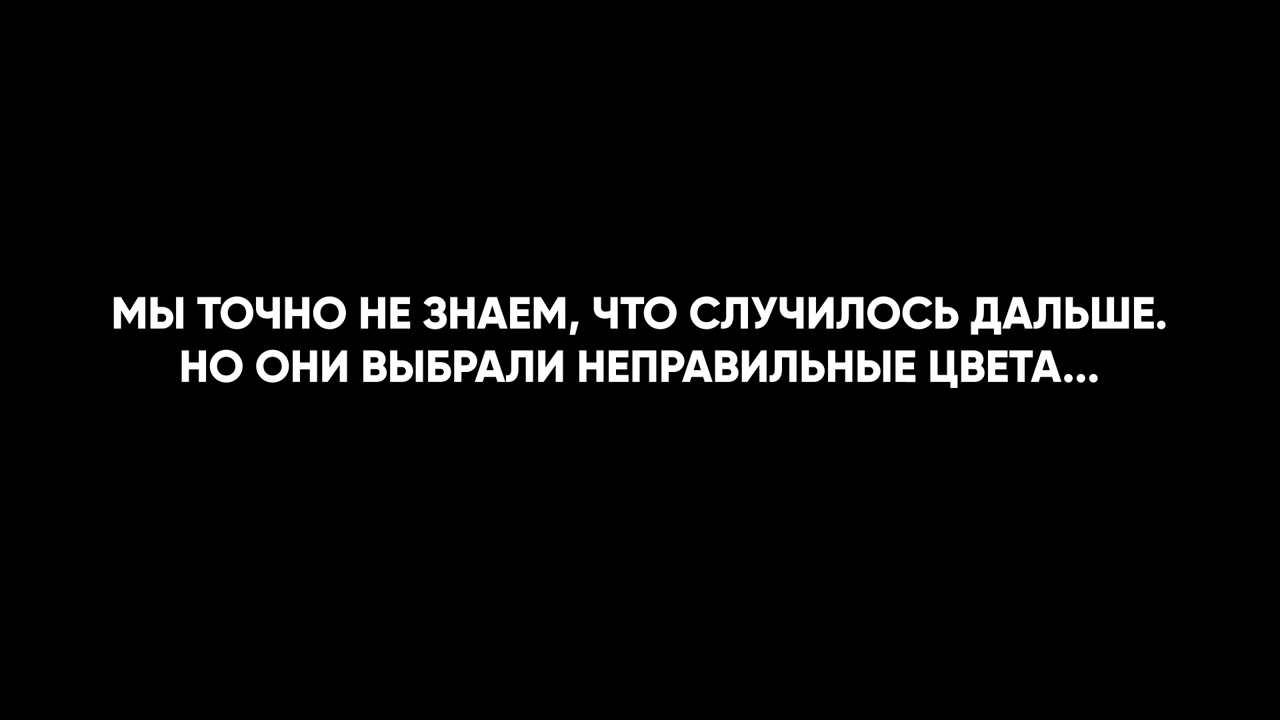 МЫ ТОЧНО НЕ ЗНАЕМ, ЧТО СЛУЧИЛОСЬ ДАЛЬШЕ.
НО ОНИ ВЫБРАЛИ НЕПРАВИЛЬНЫЕ ЦВЕТА...